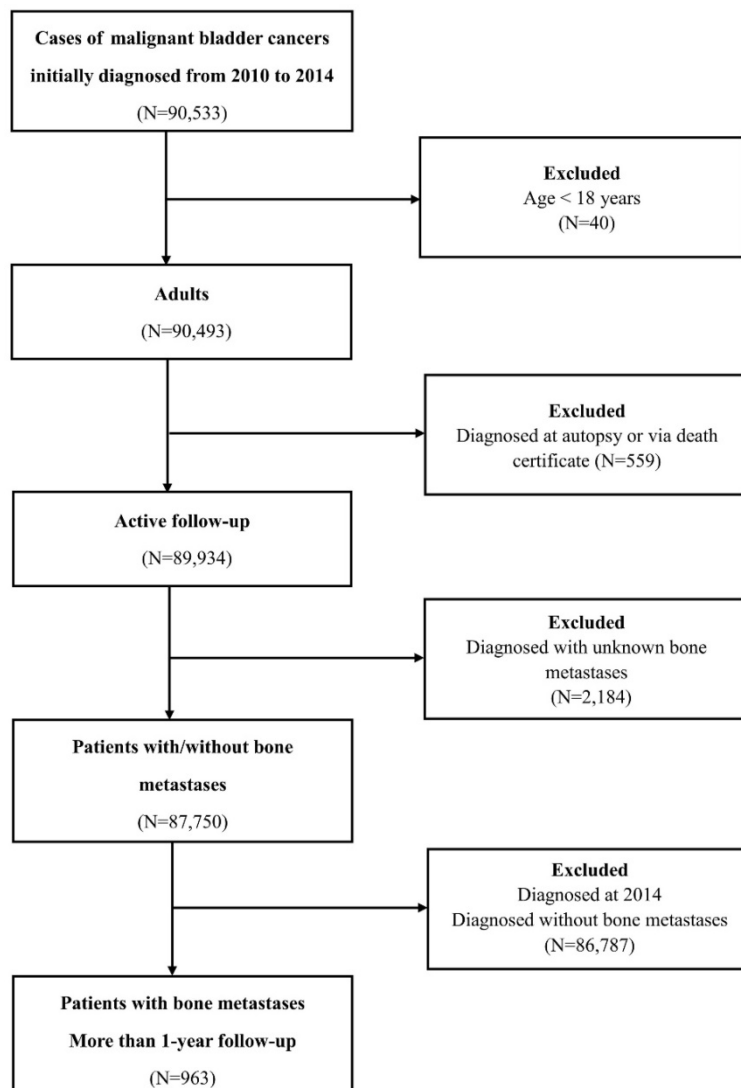 Cases of malignant bladder cancers
initially diagnosed from 2010 to 2014
(N=90,533)
Excluded
Age < 18 years
(N=40)
Adults
(N=90,493)
Excluded
Diagnosed at autopsy or via death
certificate (N=559)
Active follow-up
(N=89,934)
Excluded
Diagnosed with unknown bone
metastases
(N=2,184)
Patients with/without bone
metastases
(N=87,750)
Excluded
Diagnosed at 2014
Diagnosed without bone metastases
(N=86,787)
Patients with bone metastases
More than 1-year follow-up
N=963)